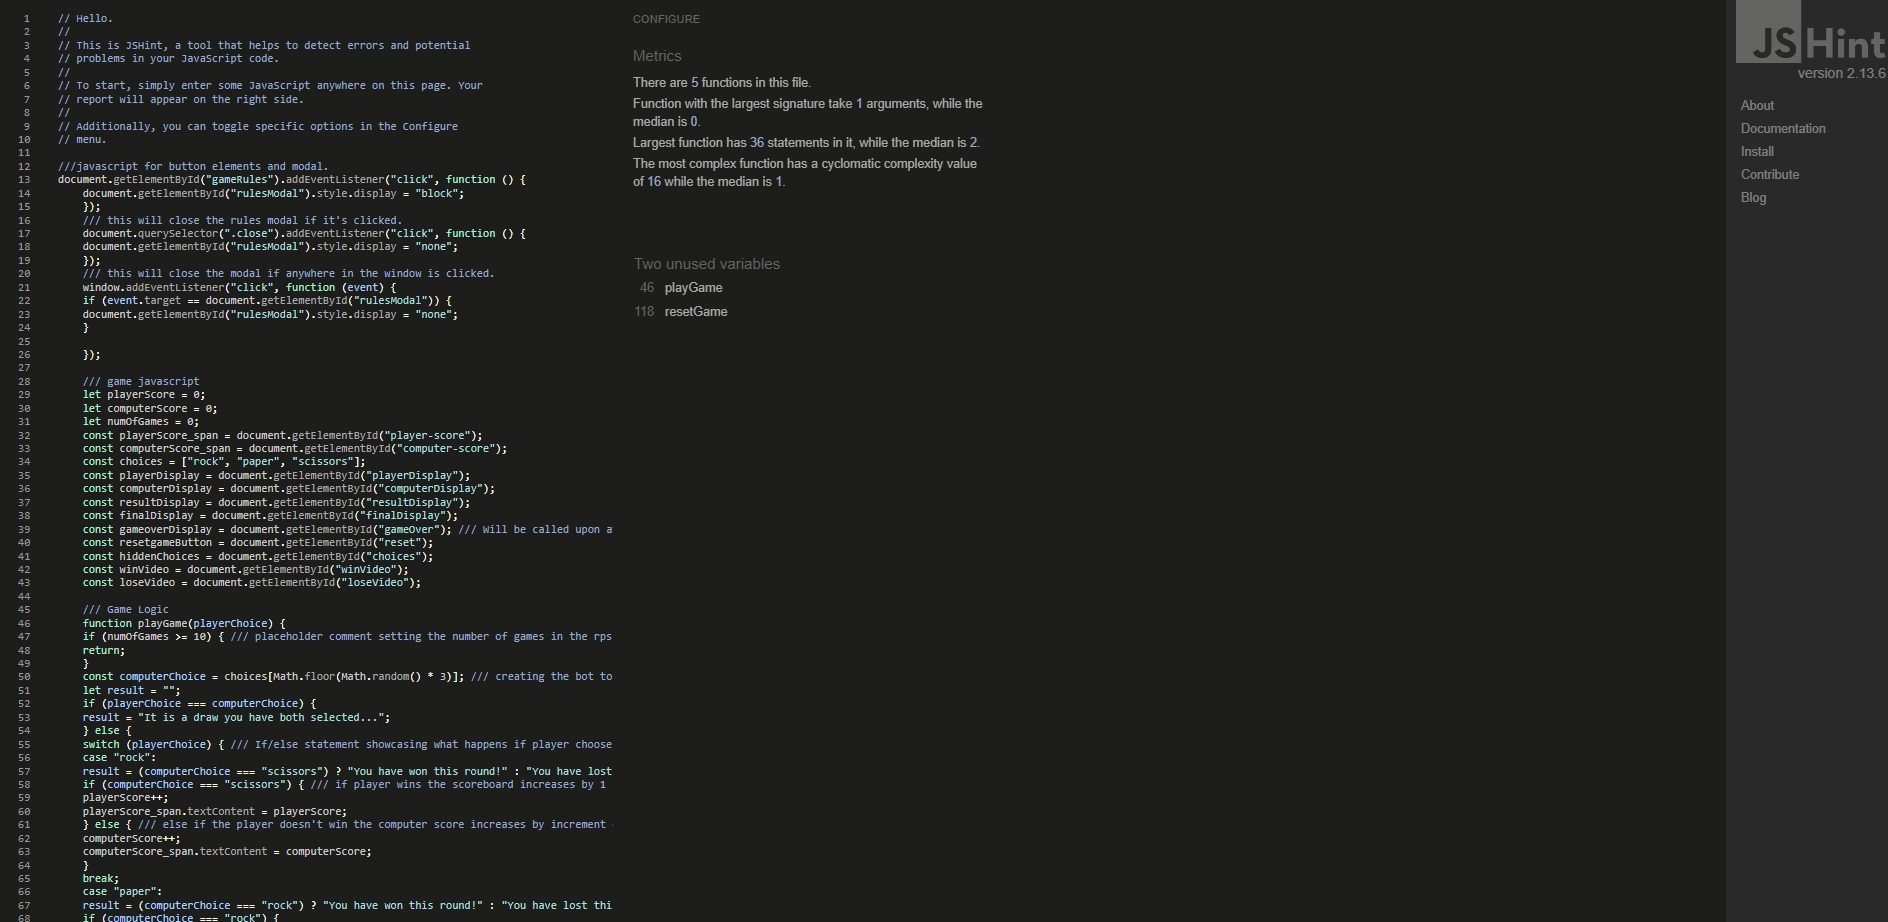 1 // Hello.
2 //
3 // This is JSHint, a tool that helps to detect errors and potential
4 // problems in your JavaScript code.
5 //
6 // To start, simply enter some JavaScript anywhere on this page. Your
7 // report will appear on the right side.
8 //
9 // Additionally, you can toggle specific options in the Configure
10 // menu.
11
12 ///javascript for button elements and modal.
13 document.getElementById("gameRules").addEventListener("click", function () {
14 document.getElementById("rulesModal").style.display = "block";
15 });
16 /// this will close the rules modal if it's clicked.
17 document.querySelector(".close").addEventListener("click", function () {
18 document.getElementById("rulesModal").style.display = "none";
19 });
20 /// this will close the modal if anywhere in the window is clicked.
21 window.addEventListener("click", function (event) {
22 if (event.target == document.getElementById("rulesModal")) {
23 document.getElementById("rulesModal").style.display = "none";
24 }
25
26 });
27
28 /// game javascript
29 let playerScore = 0;
30 let computerScore = 0;
31 let numOfGames = 0;
32 const playerScore_span = document.getElementById("player-score");
33 const computerScore_span = document.getElementById("computer-score");
34 const choices = ["rock", "paper", "scissors"];
35 const playerDisplay = document.getElementById("playerDisplay");
36 const computerDisplay = document.getElementById("computerDisplay");
37 const resultDisplay = document.getElementById("resultDisplay");
38 const finalDisplay = document.getElementById("finalDisplay");
39 const gameoverDisplay = document.getElementById("gameOver"); /// Will be called upon a
40 const resetgameButton = document.getElementById("reset");
41 const hiddenChoices = document.getElementById("choices");
42 const winVideo = document.getElementById("winVideo");
43 const loseVideo = document.getElementById("loseVideo");
44
45 /// Game Logic
46 function playGame(playerChoice) {
47 if (numOfGames >= 10) { /// placeholder comment setting the number of games in the rps
48 return;
49 }
50 const computerChoice = choices[Math.floor(Math.random() * 3)]; /// creating the bot to
51 let result = "";
52 if (playerChoice === computerChoice) {
53 result = "It is a draw you have both selected...";
54 } else {
55 switch (playerChoice) { /// If/else statement showcasing what happens if player choose
56 case "rock":
57 result = (computerChoice === "scissors") ? "You have won this round!" : "You have lost
58 if (computerChoice === "scissors") { /// if player wins the scoreboard increases by 1
59 playerScore++;
60 playerScore_span.textContent = playerScore;
61 } else { /// else if the player doesn't win the computer score increases by increment
62 computerScore++;
63 computerScore_span.textContent = computerScore;
64 }
65 break;
66 case "paper":
67 result = (computerChoice === "rock") ? "You have won this round!" : "You have lost thi
68 if (computerChoice === "rock") {
CONFIGURE
Metrics
There are 5 functions in this file.
Function with the largest signature take 1 arguments, while the
median is 0.
Largest function has 36 statements in it, while the median is 2.
The most complex function has a cyclomatic complexity value
of 16 while the median is 1.
Two unused variables
46 playGame
118 resetGame
JSHint
version 2.13.6
About
Documentation
Install
Contribute
Blog